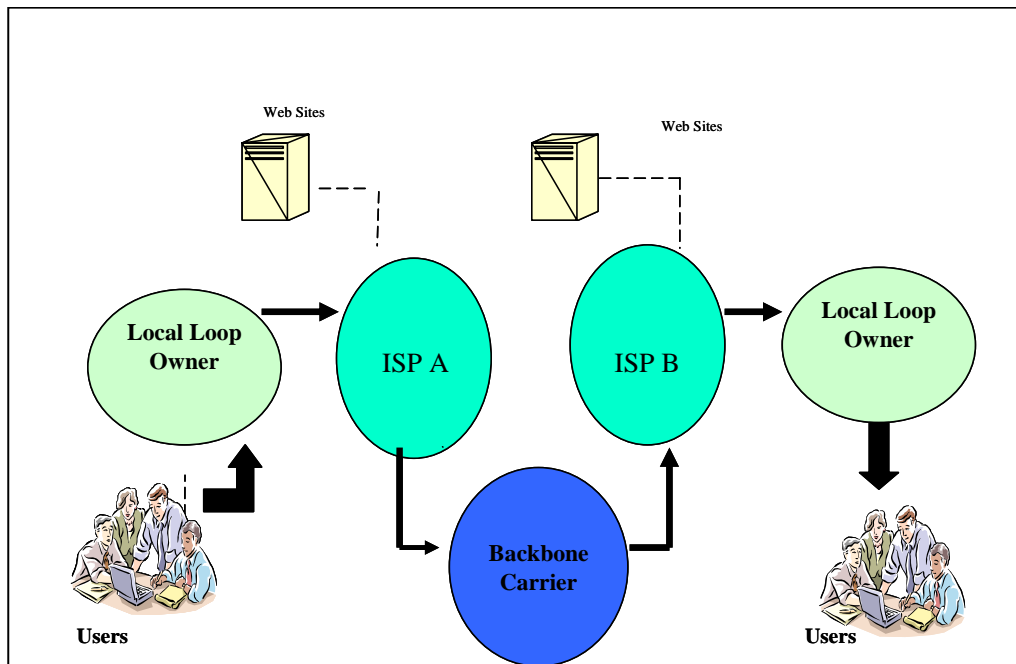 Web Sites
Web Sites
Local Loop
Owner
ISP A
ISP B
Local Loop
Owner
Backbone
Carrier
Users
Users